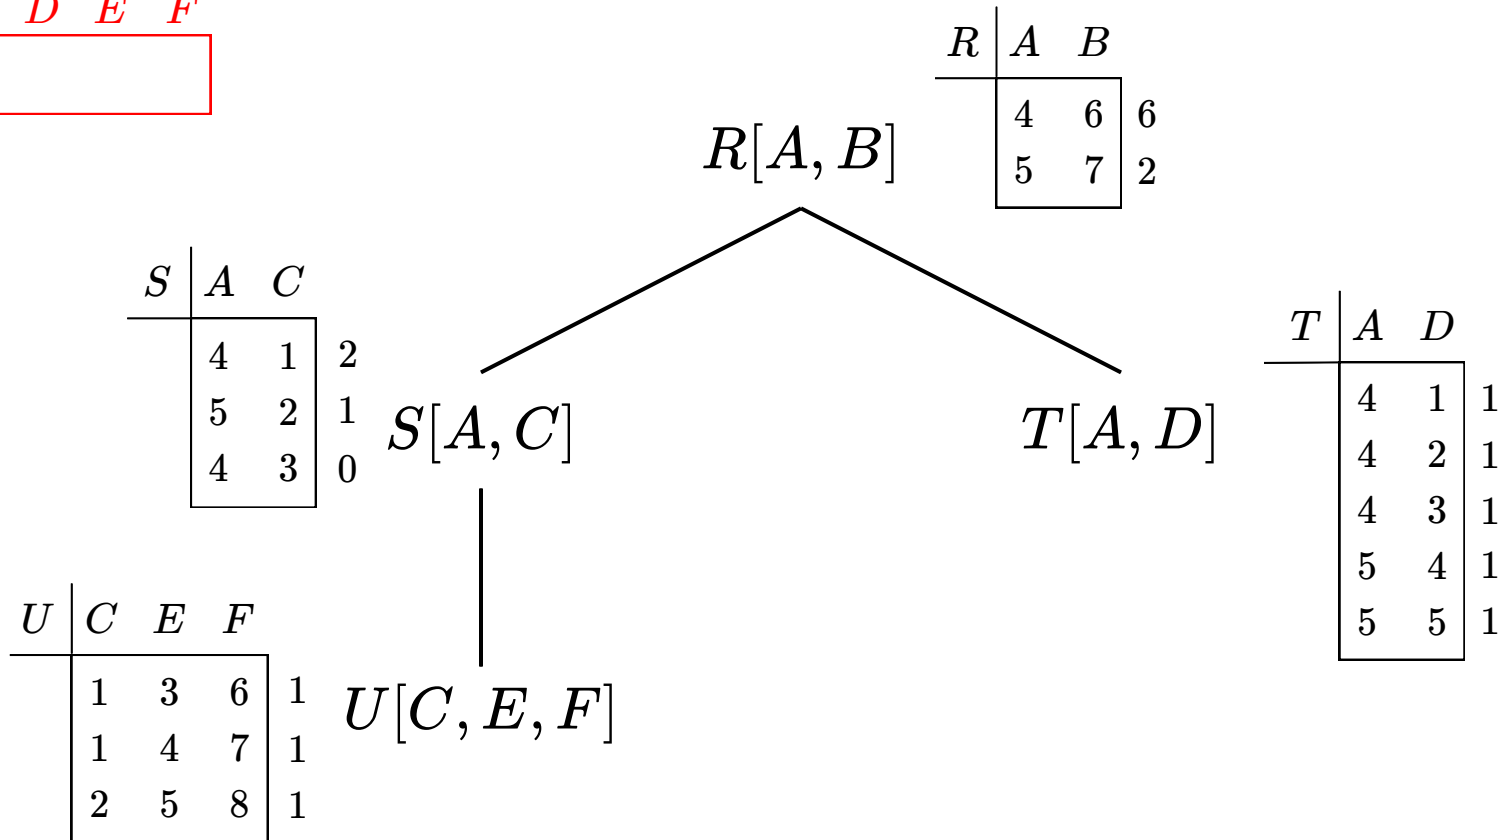 D E F
R A B
4 6 6
5 7 2
R[A, B]
S A C
4 1 2
5 2 1
4 3 0
S[A, C]
T[A, D]
T A D
4 1 1
4 2 1
4 3 1
5 4 1
5 5 1
U C E F
1 3 6 1
1 4 7 1
2 5 8 1
U[C, E, F]